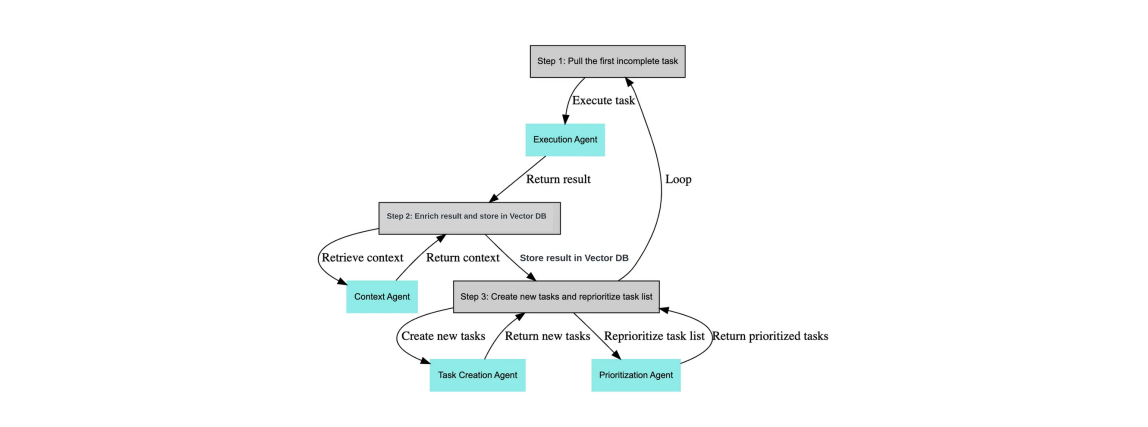 Step 1: Pull the first incomplete task
Execute task
Execution Agent
Return result
Loop
Step 2: Enrich result and store in Vector DB
Retrieve context
Return context
Store result in Vector DB
Context Agent
Step 3: Create new tasks and reprioritize task list
Create new tasks
Return new tasks
Reprioritize task list
Return prioritized tasks
Task Creation Agent
Prioritization Agent